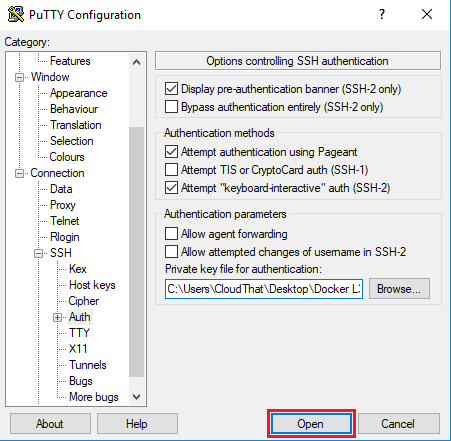 PuTTY Configuration
?
Category:
Features
Window
Appearance
Behaviour
Translation
Selection
Colours
Connection
Data
Proxy
Telnet
Rlogin
SSH
Kex
Host keys
Cipher
Auth
TTY
X11
Tunnels
Bugs
More bugs
Options controlling SSH authentication
Display pre-authentication banner (SSH-2 only)
Bypass authentication entirely (SSH-2 only)
Authentication methods
Attempt authentication using Pageant
Attempt TIS or CryptoCard auth (SSH-1)
Attempt "keyboard-interactive" auth (SSH-2)
Authentication parameters
Allow agent forwarding
Allow attempted changes of username in SSH-2
Private key file for authentication:
C:\Users\CloudThat\Desktop\Docker
Browse...
About
Help
Open
Cancel